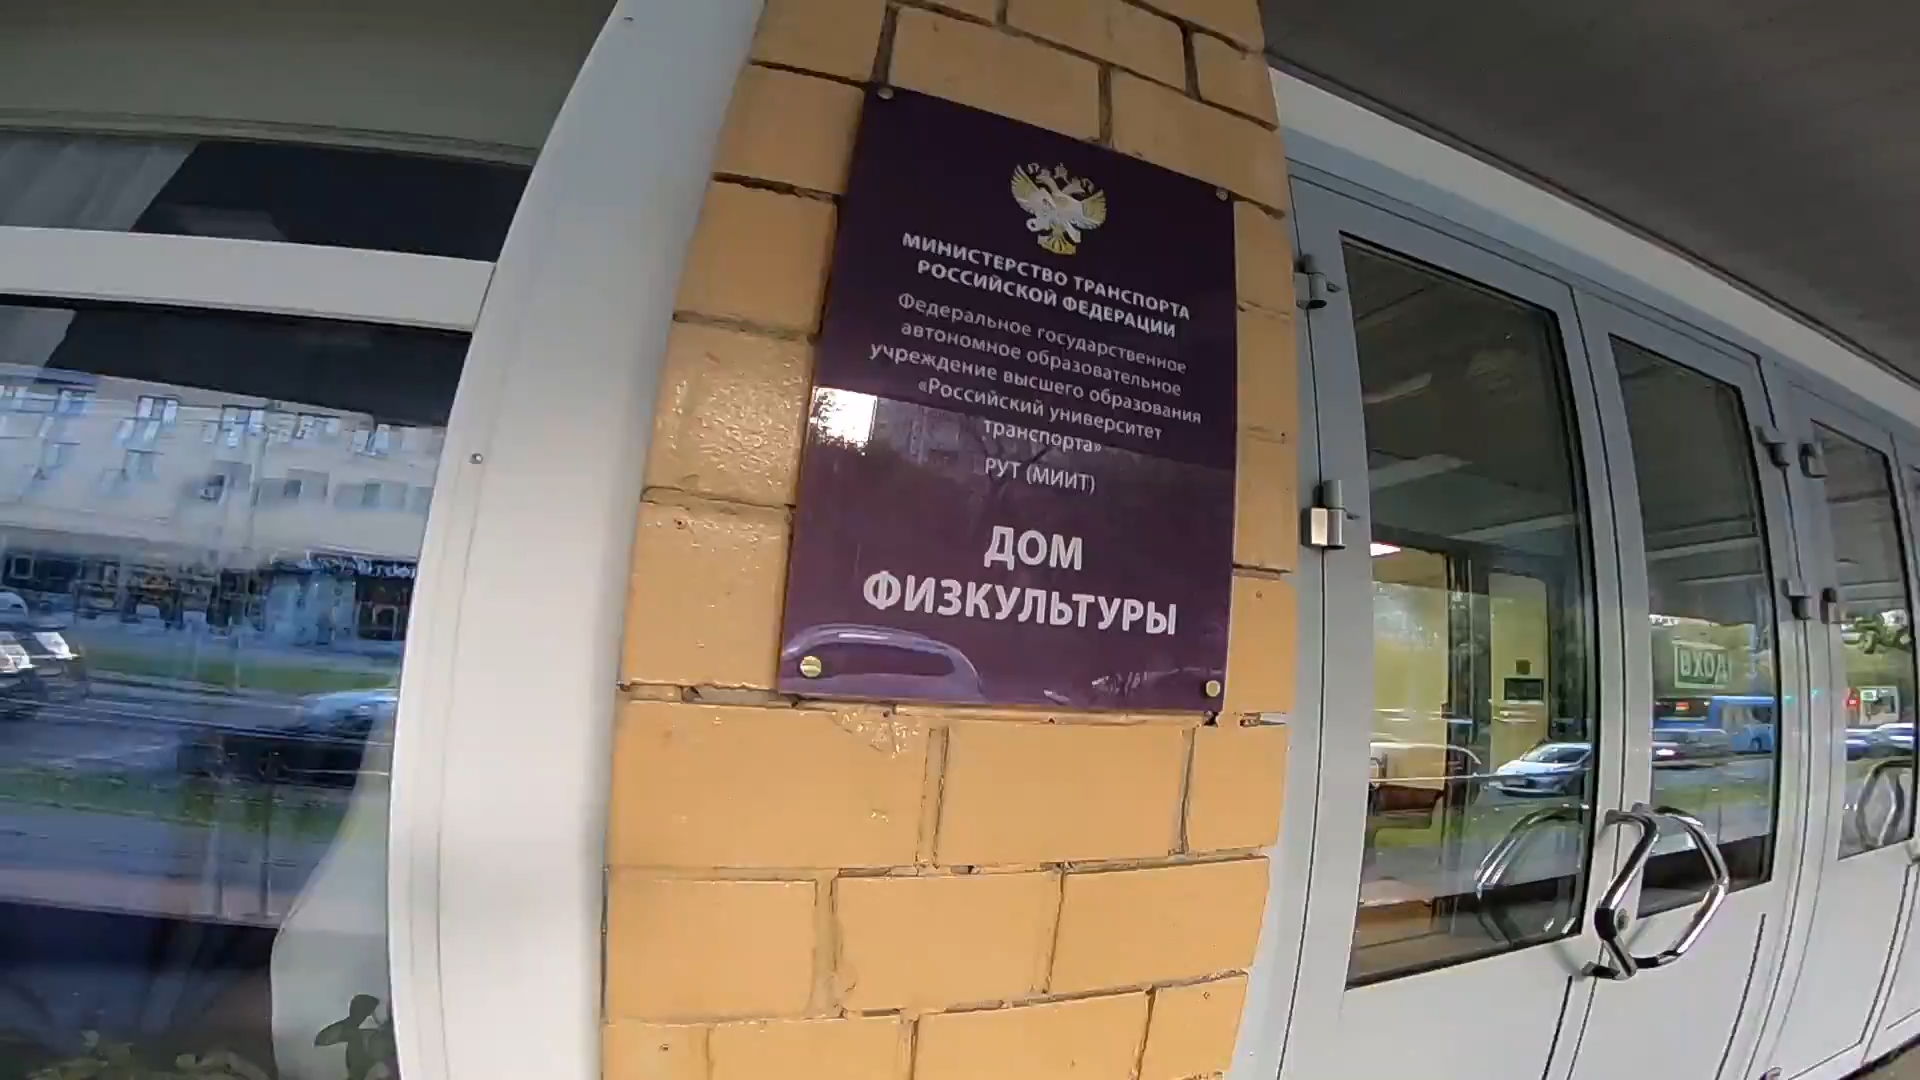 МИНИСТЕРСТВО ТРАНСПОРТА
РОССИЙСКОЙ ФЕДЕРАЦИИ
Федеральное государственное
автономное образовательное
учреждение высшего образования
«Российский университет
транспорта»
РУТ (МИИТ)
ДОМ
ФИЗКУЛЬТУРЫ
ВХОД